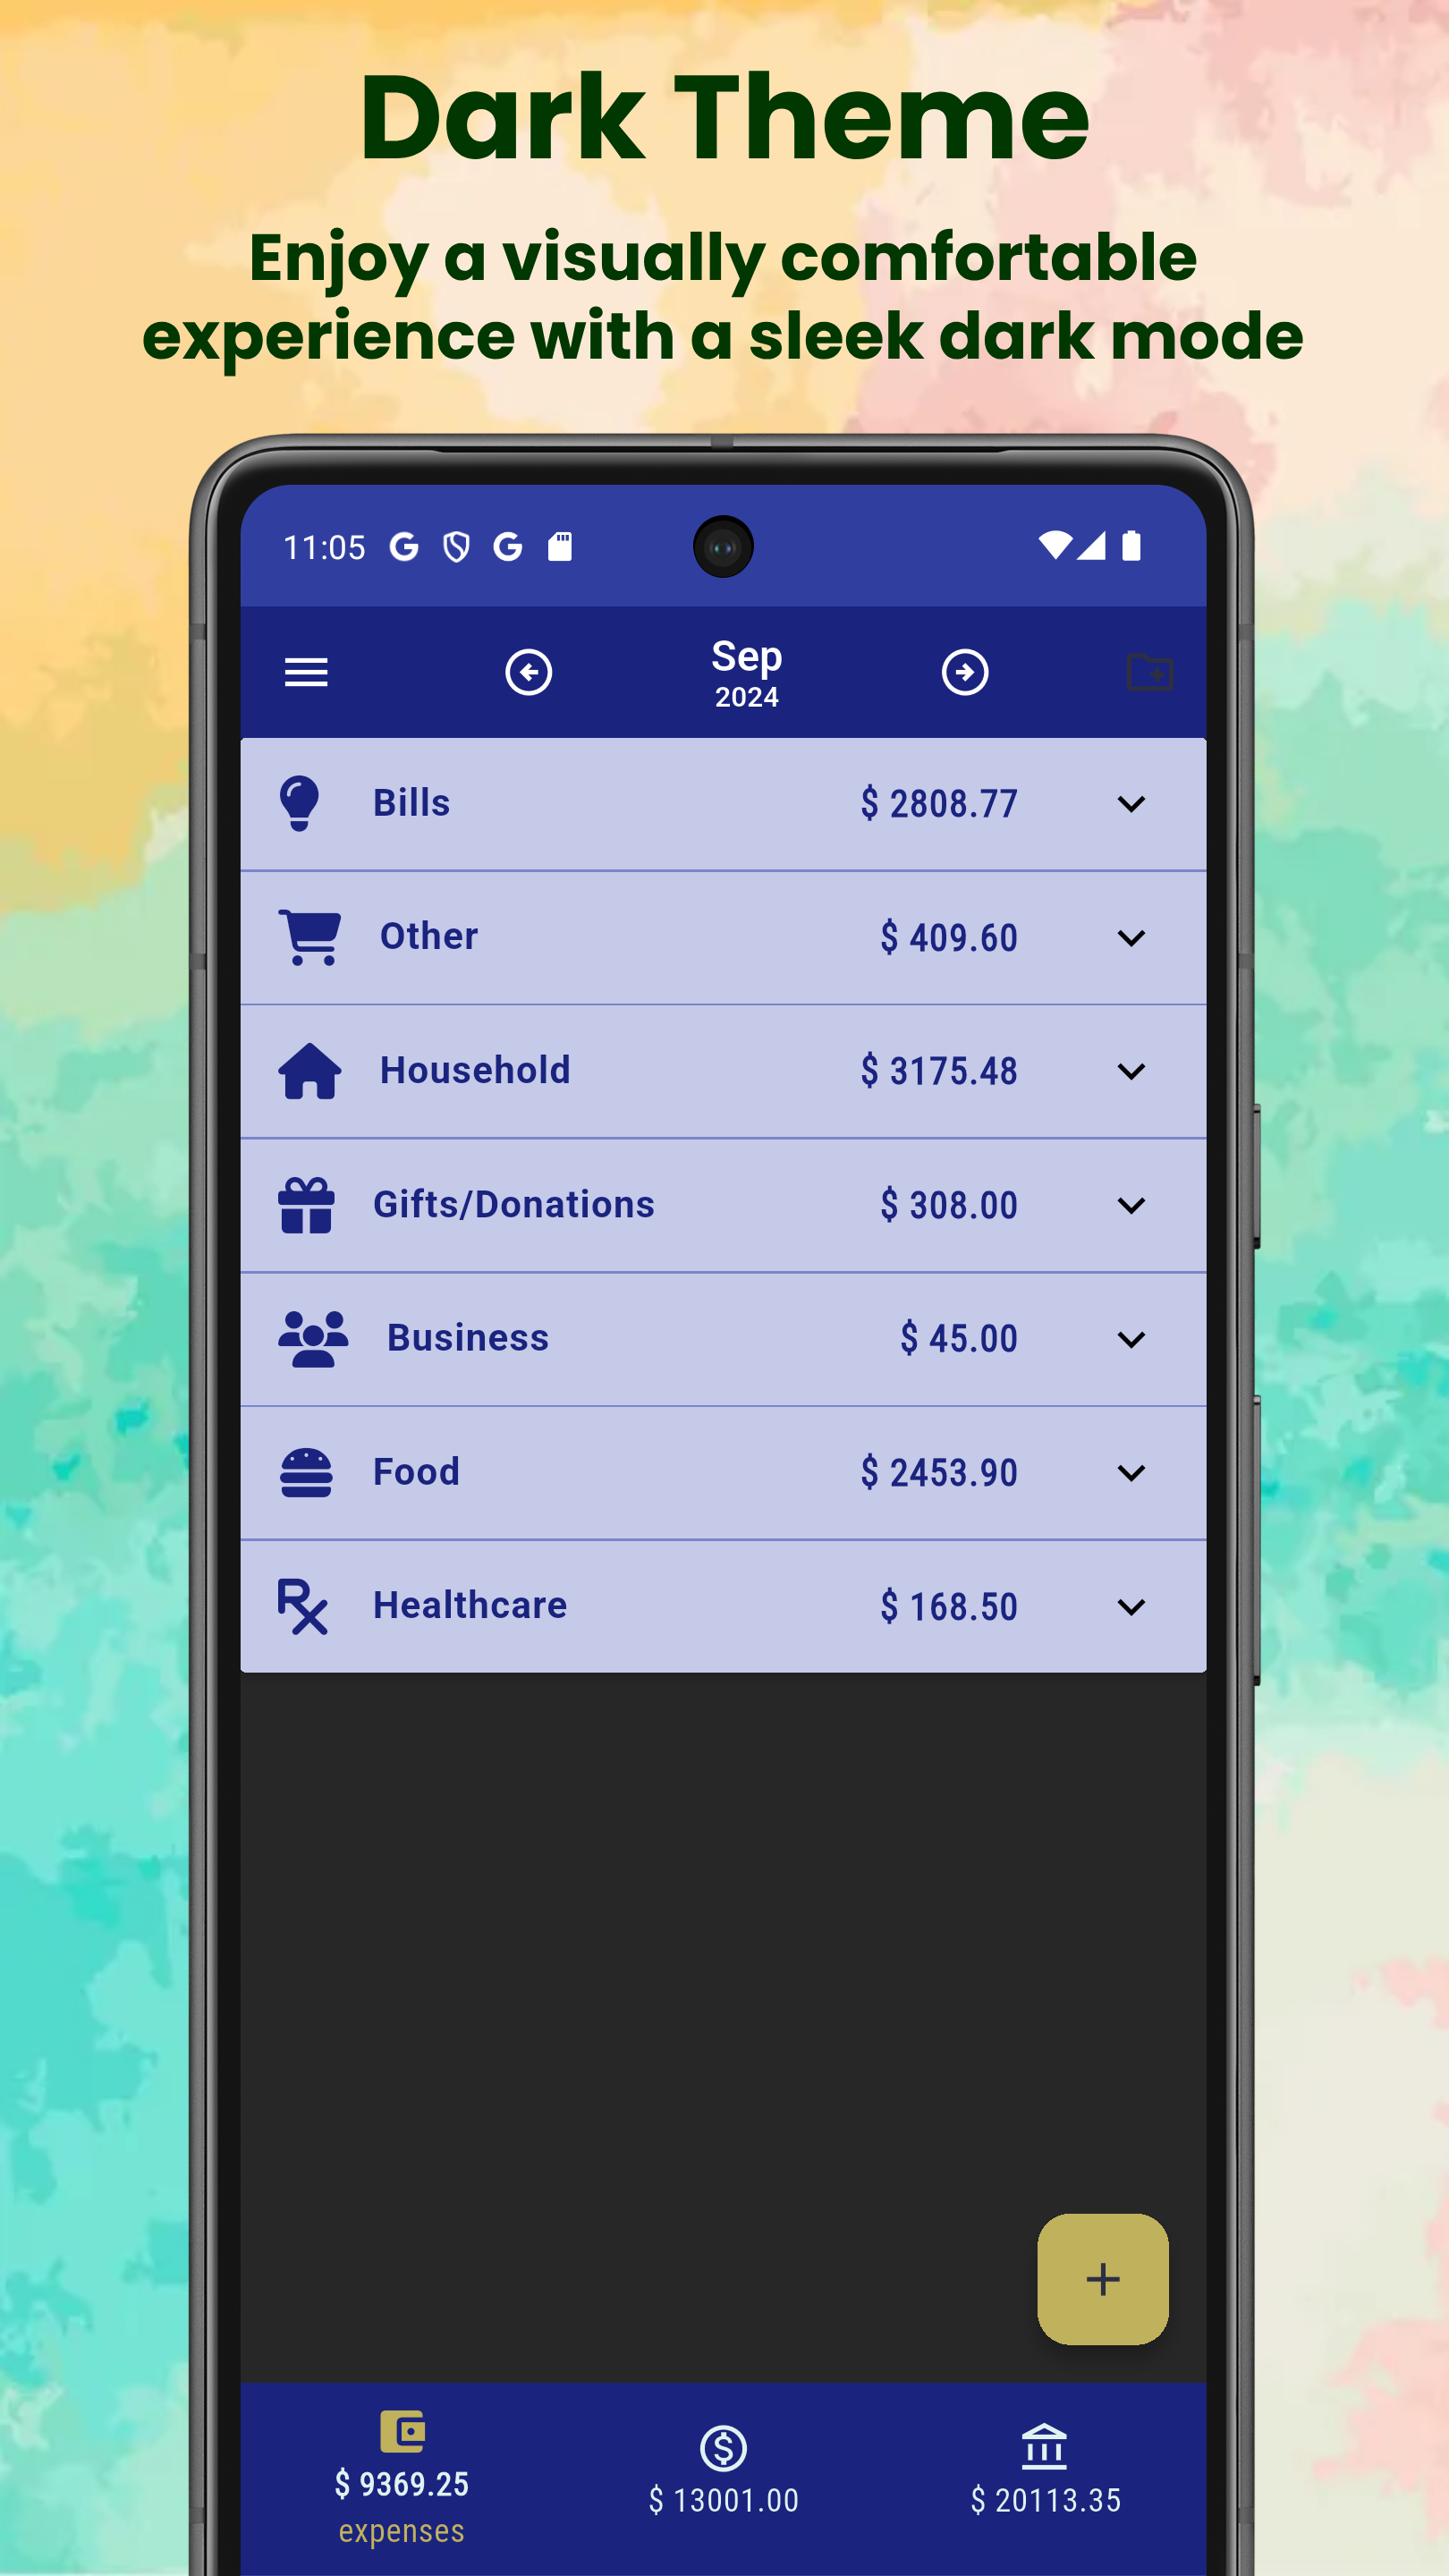 Dark Theme
Enjoy a visually comfortable
experience with a sleek dark mode
11:05
Sep
2024
Bills $ 2808.77
Other $ 409.60
Household $ 3175.48
Gifts/Donations $ 308.00
Business $ 45.00
Food $ 2453.90
Healthcare $ 168.50
$ 9369.25 $ 13001.00 $ 20113.35
expenses